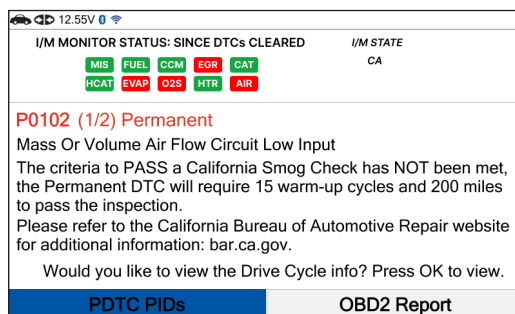 12.55V
I/M MONITOR STATUS: SINCE DTCs CLEARED I/M STATE
MIS FUEL CCM EGR CAT CA
HCAT EVAP O2S HTR AIR
P0102 (1/2) Permanent
Mass Or Volume Air Flow Circuit Low Input
The criteria to PASS a California Smog Check has NOT been met,
the Permanent DTC will require 15 warm-up cycles and 200 miles
to pass the inspection.
Please refer to the California Bureau of Automotive Repair website
for additional information: bar.ca.gov.
Would you like to view the Drive Cycle info? Press OK to view.
PDTC PIDs OBD2 Report